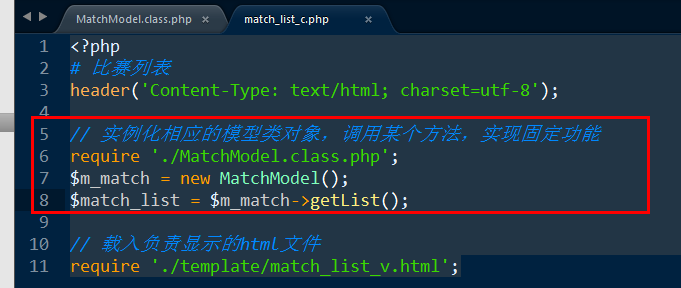 MatchModel.class.php × match_list_c.php ×
1 <?php
2 # 比赛列表
3 header('Content-Type: text/html; charset=utf-8');
4
5 // 实例化相应的模型类对象，调用某个方法，实现固定功能
6 require './MatchModel.class.php';
7 $m_match = new MatchModel();
8 $match_list = $m_match->getList();
9
10 // 载入负责显示的html文件
11 require './template/match_list_v.html';